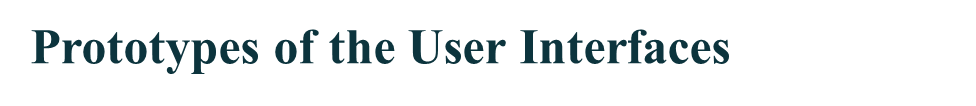 Prototypes of the User Interfaces